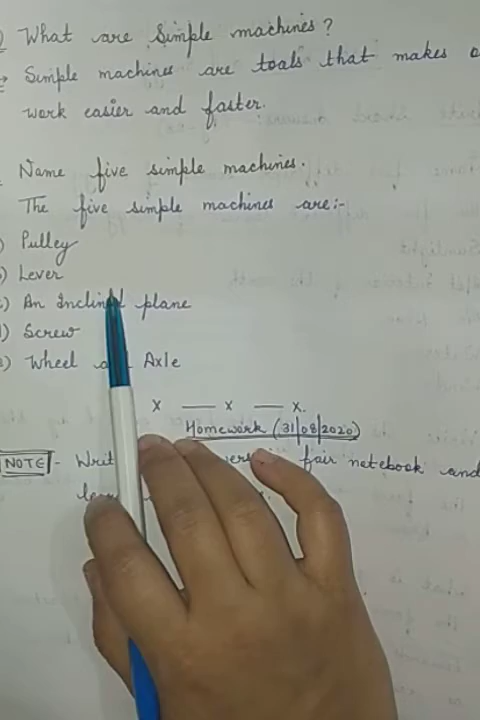 ) What are Simple machines?
→ Simple machines are tools that makes
work easier and faster.
Name five simple machines.
The five simple machines are:-
) Pulley
) Lever
) An Inclined plane
) Screw
) Wheel Axle
x — x — x.
Homework (31/08/2020)
NOTE - fair notebook and